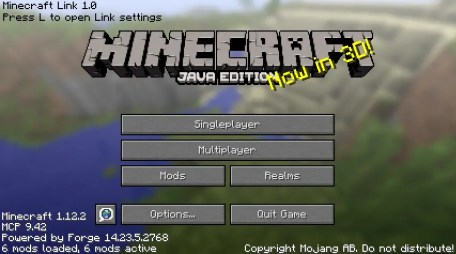 Minecraft Link 1.0
Press L to open Link settings
MINECRAFT
JAVA EDITION
Now in 3D!
Singleplayer
Multiplayer
Mods
Realms
Options...
Quit Game
Minecraft 1.12.2
MCP 9.42
Powered by Forge 14.23.5.2768
6 mods loaded, 6 mods active
Copyright Mojang AB. Do not distribute!